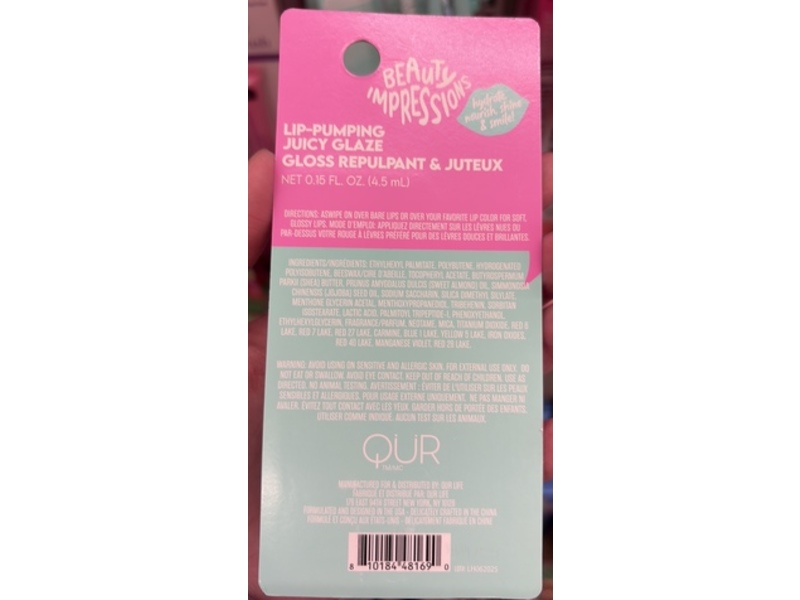 BEAUTY
IMPRESSIONS
hydrate,
nourish, shine
& smile!
LIP-PUMPING
JUICY GLAZE
GLOSS REPULPANT & JUTEUX
NET 0.15 FL. OZ. (4.5 mL)
DIRECTIONS: ASWIPE ON OVER BARE LIPS OR OVER YOUR FAVORITE LIP COLOR FOR SOFT,
GLOSSY LIPS. MODE D'EMPLOI: APPLIQUEZ DIRECTEMENT SUR LES LÈVRES NUES OU
PAR-DESSUS VOTRE ROUGE À LÈVRES PRÉFÉRÉ POUR DES LÈVRES DOUCES ET BRILLANTES.
INGREDIENTS/INGRÉDIENTS: ETHYLHEXYL PALMITATE, POLYBUTENE, HYDROGENATED
POLYISOBUTENE, BEESWAX/CIRE D'ABEILLE, TOCOPHERYL ACETATE, BUTYROSPERMUM
PARKII (SHEA) BUTTER, PRUNUS AMYGDALUS DULCIS (SWEET ALMOND) OIL, SIMMONDSIA
CHINENSIS (JOJOBA) SEED OIL, SODIUM SACCHARIN, SILICA DIMETHYL SILYLATE,
MENTHONE GLYCERIN ACETAL, MENTHOXYPROPANEDIOL, TRIBEHENIN, SORBITAN
ISOSTEARATE, LACTIC ACID, PALMITOYL TRIPEPTIDE-1, PHENOXYETHANOL,
ETHYLHEXYLGLYCERIN, FRAGRANCE/PARFUM, NEOTAME, MICA, TITANIUM DIOXIDE, RED 6
LAKE, RED 7 LAKE, RED 27 LAKE, CARMINE, BLUE 1 LAKE, YELLOW 5 LAKE, IRON OXIDES,
RED 40 LAKE, MANGANESE VIOLET, RED 28 LAKE.
WARNING: AVOID USING ON SENSITIVE AND ALLERGIC SKIN. FOR EXTERNAL USE ONLY, DO
NOT EAT OR SWALLOW. AVOID EYE CONTACT. KEEP OUT OF REACH OF CHILDREN. USE AS
DIRECTED. NO ANIMAL TESTING. AVERTISSEMENT : ÉVITER DE L'UTILISER SUR LES PEAUX
SENSIBLES ET ALLERGIQUES. POUR USAGE EXTERNE UNIQUEMENT, NE PAS MANGER NI
AVALER. ÉVITEZ TOUT CONTACT AVEC LES YEUX. GARDER HORS DE PORTÉE DES ENFANTS.
UTILISER COMME INDIQUÉ. AUCUN TEST SUR LES ANIMAUX.
QÜR
MANUFACTURED FOR & DISTRIBUTED BY: QUR LIFE
FABRIQUÉ ET DISTRIBUÉ PAR: QUR LIFE
STREET NEW YORK, NY
FORMULATED AND DESIGNED IN THE USA - DELICATELY CRAFTED IN THE CHINA
FORMULÉ ET CONÇU AUX ÉTATS-UNIS - DÉLICATEMENT FABRIQUÉ EN CHINE
8 10184 48169 0